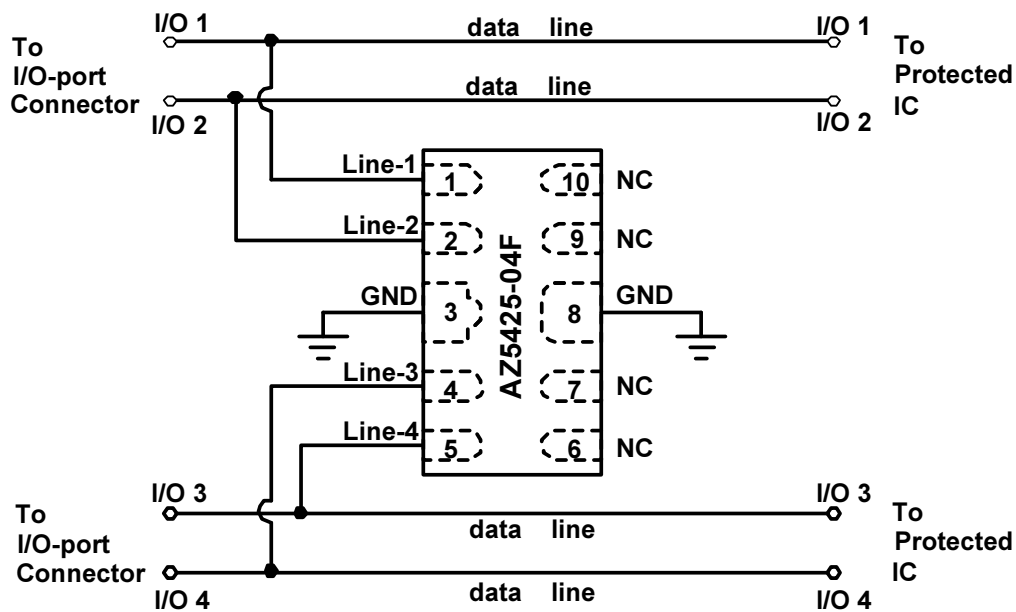 I/O 1
data line
I/O 1
To
I/O-port
Connector
To
Protected
IC
data line
I/O 2
I/O 2
Line-1
1
10
NC
Line-2
2
9
NC
GND
3
AZ5425-04F
8
GND
Line-3
4
7
NC
Line-4
5
6
NC
I/O 3
I/O 3
To
I/O-port
Connector
data line
To
Protected
IC
data line
I/O 4
I/O 4